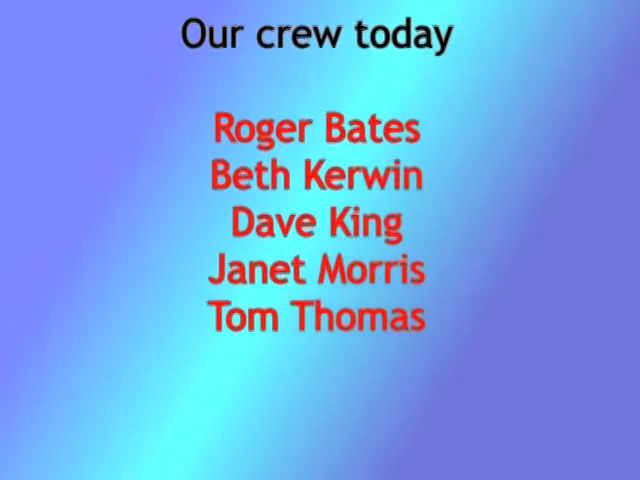 Our crew today
Roger Bates
Beth Kerwin
Dave King
Janet Morris
Tom Thomas